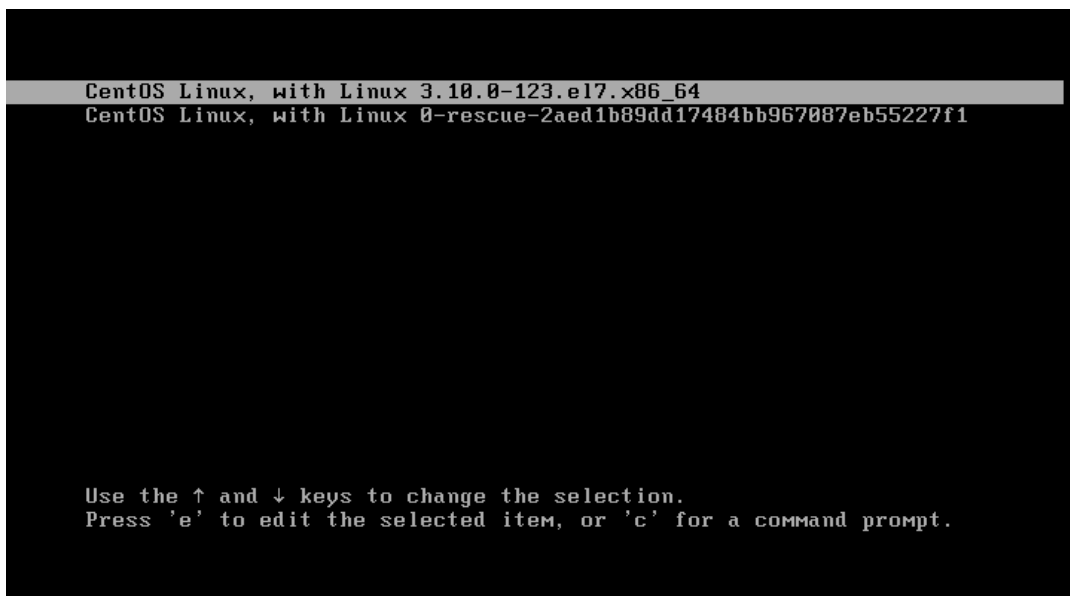 CentOS Linux, with Linux 3.10.0-123.el7.x86_64
CentOS Linux, with Linux 0-rescue-2aed1b89dd17484bb967087eb55227f1
Use the ↑ and ↓ keys to change the selection.
Press 'e' to edit the selected item, or 'c' for a command prompt.